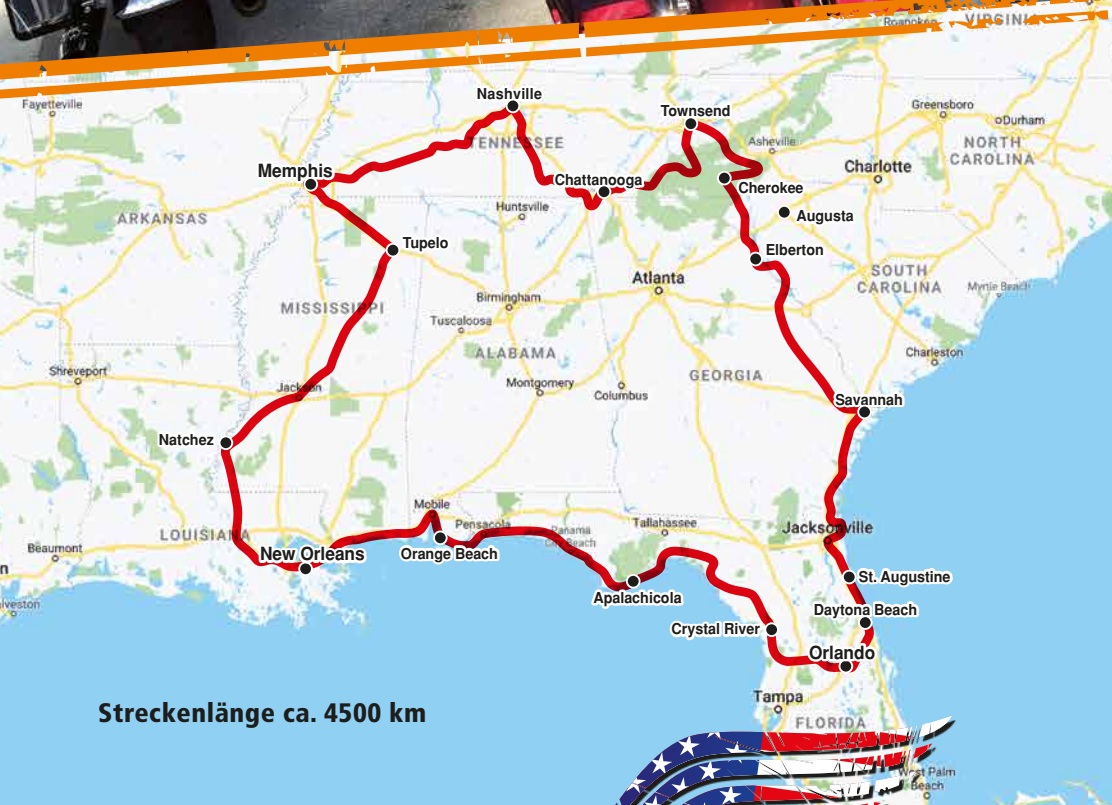 Roanoke
VIRGINIA
Fayetteville
Nashville
Townsend
Greensboro
Durham
TENNESSEE
Asheville
NORTH
CAROLINA
Memphis
Chattanooga
Charlotte
Cherokee
Huntsville
Augusta
ARKANSAS
Tupelo
Elberton
Atlanta
SOUTH
CAROLINA
Myrtle Beach
Birmingham
MISSISSIPPI
Tuscaloosa
ALABAMA
Charleston
Shreveport
GEORGIA
Montgomery
Jackson
Columbus
Savannah
Natchez
Mobile
Pensacola
Panama
City Beach
Tallahassee
Jacksonville
LOUISIANA
Beaumont
New Orleans
Orange Beach
St. Augustine
Apalachicola
Daytona Beach
Crystal River
Orlando
Tampa
Streckenlänge ca. 4500 km
FLORIDA
West Palm
Beach